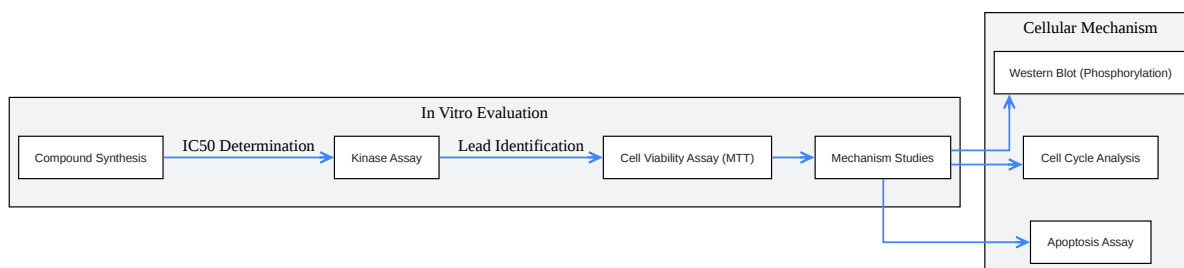 Cellular Mechanism
Western Blot (Phosphorylation)
In Vitro Evaluation
Compound Synthesis
IC50 Determination
Kinase Assay
Lead Identification
Cell Viability Assay (MTT)
Mechanism Studies
Cell Cycle Analysis
Apoptosis Assay